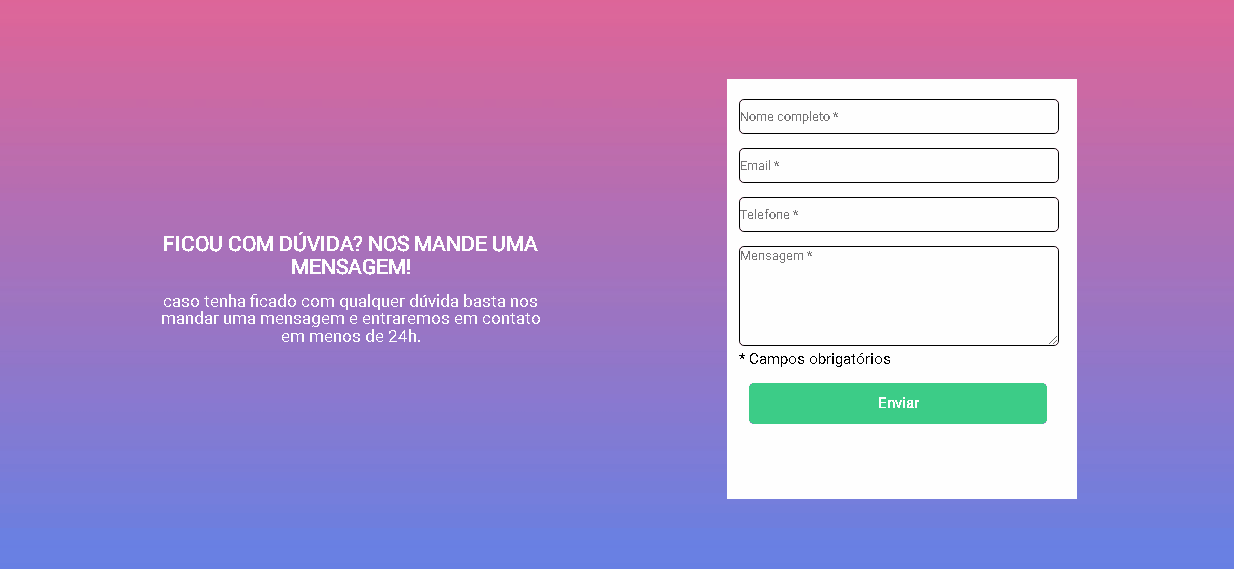 FICOU COM DÚVIDA? NOS MANDE UMA
MENSAGEM!
caso tenha ficado com qualquer dúvida basta nos
mandar uma mensagem e entraremos em contato
em menos de 24h.
Nome completo *
Email *
Telefone *
Mensagem *
* Campos obrigatórios
Enviar